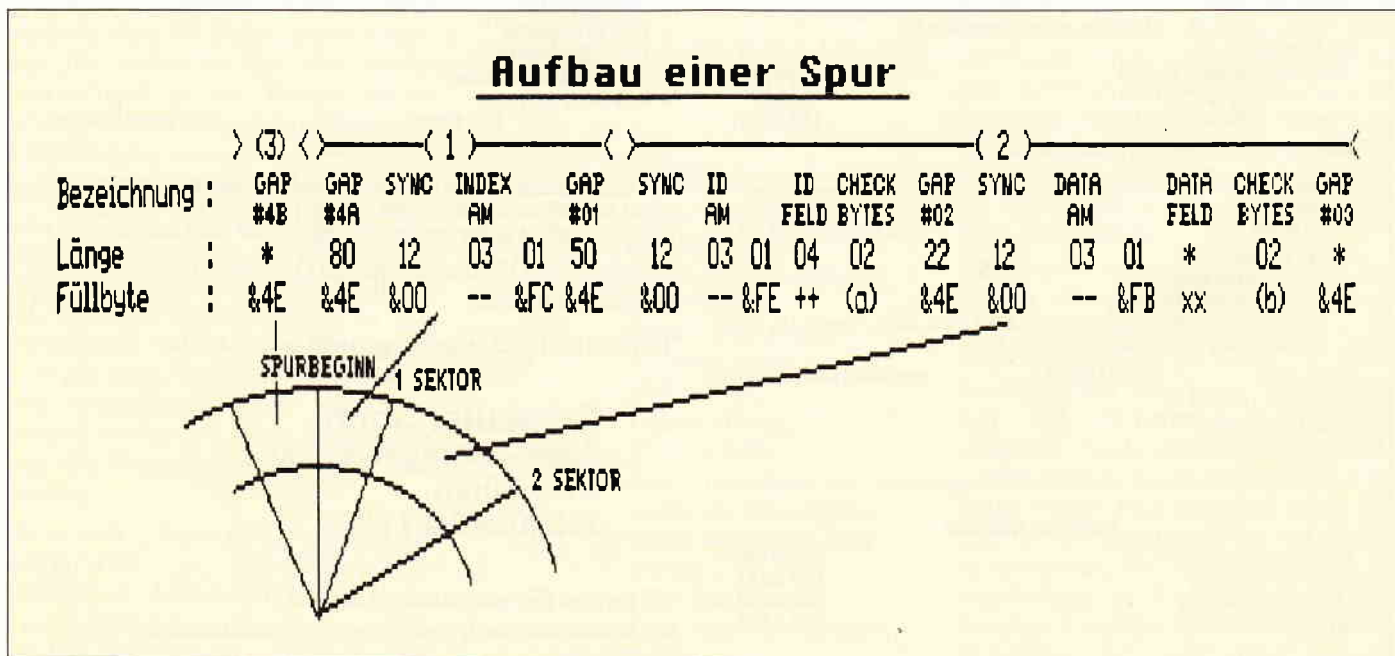 Aufbau einer Spur
> (3) < >——( 1 )——< >——( 2 )——<
Bezeichnung : GAP #4B GAP #4A SYNC INDEX AM GAP #01 SYNC ID AM ID FELD CHECK BYTES GAP #02 SYNC DATA AM DATA FELD CHECK BYTES GAP #03
Länge : * 80 12 03 01 50 12 03 01 04 02 22 12 03 01 * 02 *
Füllbyte : &4E &4E &00 -- &FC &4E &00 -- &FE ++ (a) &4E &00 -- &FB xx (b) &4E
SPURBEGINN
1 SEKTOR
2 SEKTOR